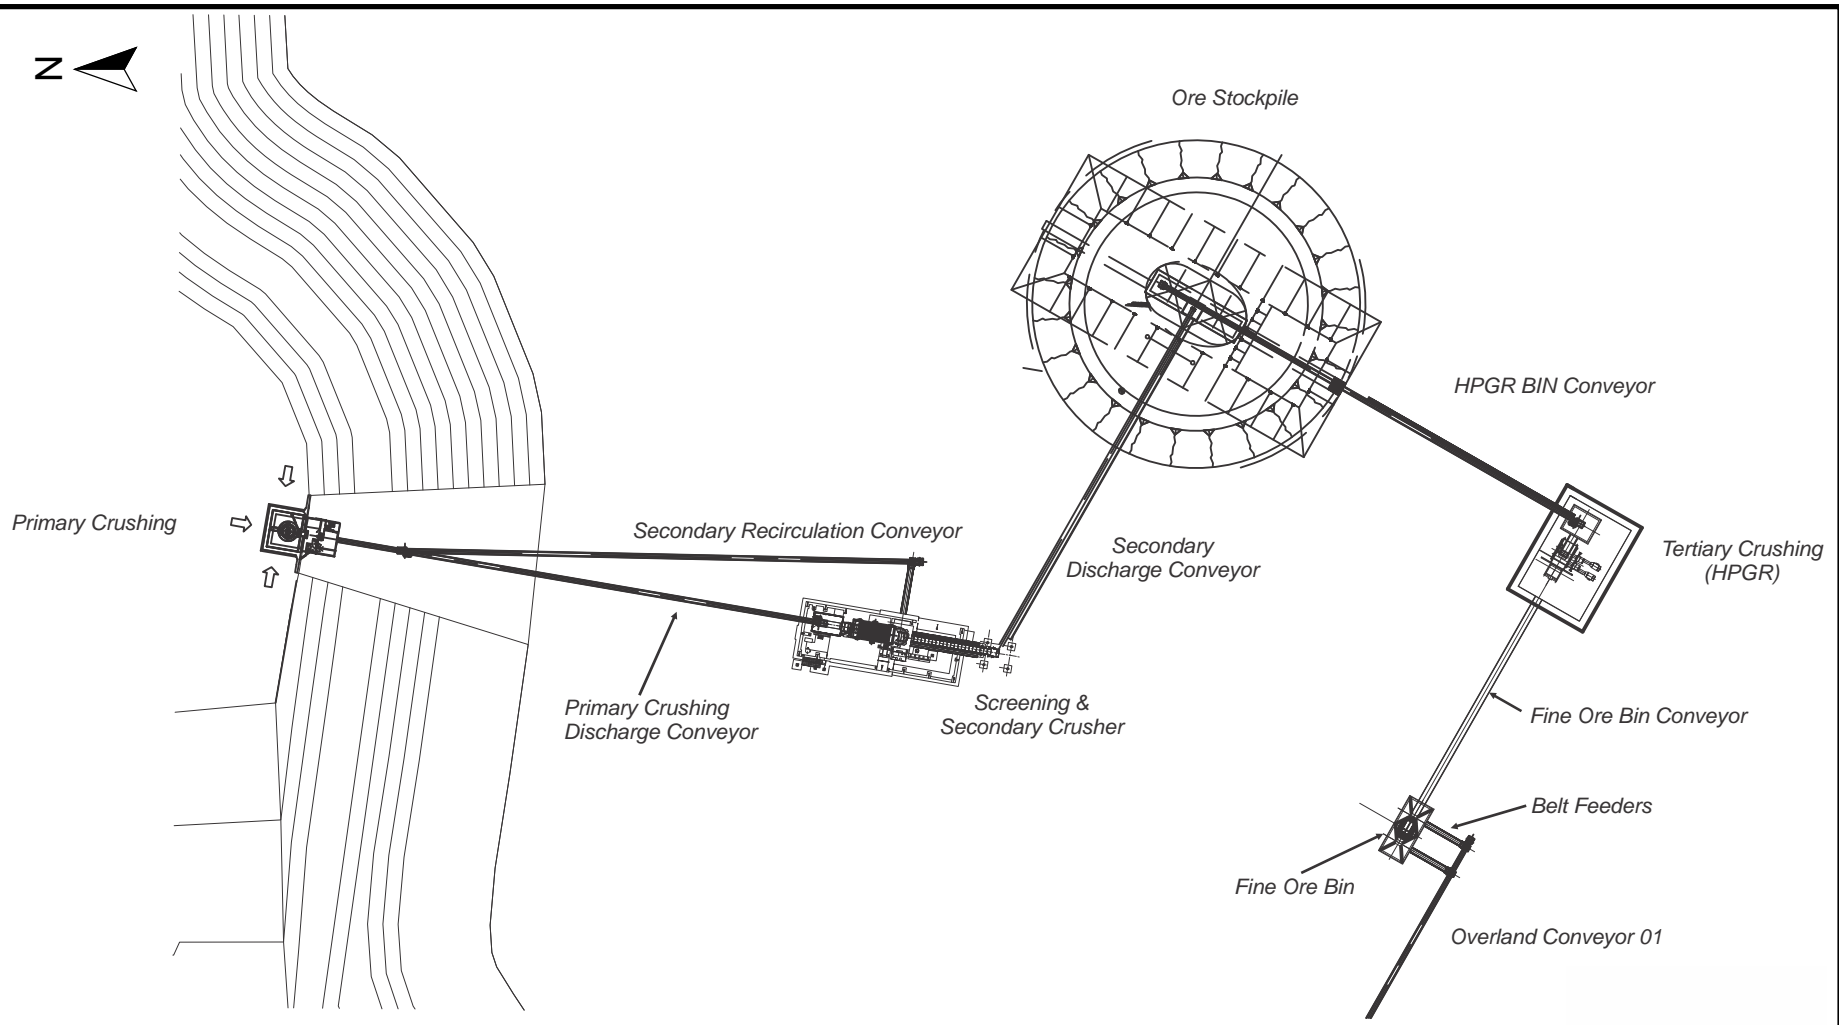 N
Ore Stockpile
HPGR BIN Conveyor
Primary Crushing
Secondary Recirculation Conveyor
Secondary
Discharge Conveyor
Tertiary Crushing
(HPGR)
Primary Crushing
Discharge Conveyor
Screening &
Secondary Crusher
Fine Ore Bin Conveyor
Belt Feeders
Fine Ore Bin
Overland Conveyor 01